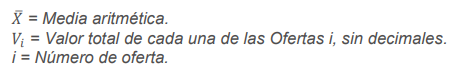 X̄ = Media aritmética.
Vᵢ = Valor total de cada una de las Ofertas i, sin decimales.
i = Número de oferta.